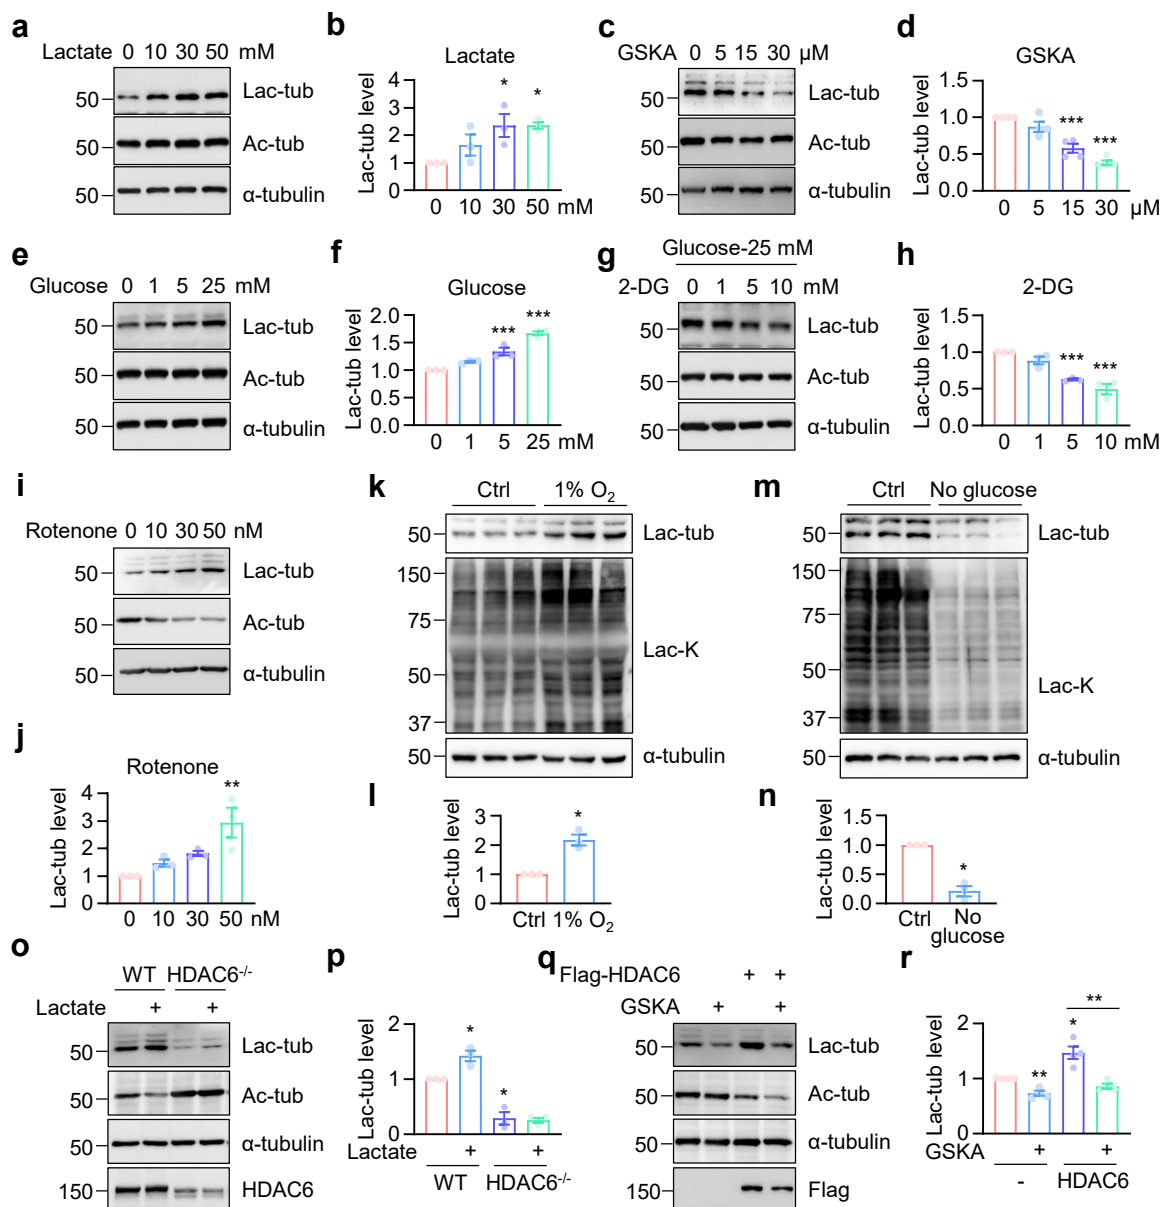 a
Lactate 0 10 30 50 mM
50
Lac-tub
Ac-tub
50
α-tubulin
b
Lactate
Lac-tub level
4
3
2
1
0
* *
0 10 30 50 mM
c
GSKA 0 5 15 30 μM
50
Lac-tub
Ac-tub
50
α-tubulin
d
GSKA
Lac-tub level
1.5
1.0
0.5
0.0
*** ***
0 5 15 30 μM
e
Glucose 0 1 5 25 mM
50
Lac-tub
50
Ac-tub
50
α-tubulin
f
Glucose
Lac-tub level
2.0
1.5
1.0
0.5
0.0
*** ***
0 1 5 25 mM
g
Glucose-25 mM
2-DG 0 1 5 10 mM
50
Lac-tub
50
Ac-tub
50
α-tubulin
h
2-DG
Lac-tub level
1.5
1.0
0.5
0.0
*** ***
0 1 5 10 mM
i
Rotenone 0 10 30 50 nM
50
Lac-tub
50
Ac-tub
50
α-tubulin
j
Rotenone
Lac-tub level
4
3
2
1
0
**
0 10 30 50 nM
k
Ctrl 1% O2
50
Lac-tub
150
75
50
37
Lac-K
50
α-tubulin
l
Lac-tub level
3
2
1
0
*
Ctrl 1% O2
m
Ctrl No glucose
50
Lac-tub
150
75
50
37
Lac-K
50
α-tubulin
n
Lac-tub level
1.5
1.0
0.5
0.0
*
Ctrl No
glucose
o
WT HDAC6-/-
Lactate + +
50
Lac-tub
50
Ac-tub
50
α-tubulin
150
HDAC6
p
Lac-tub level
2
1
0
* *
Lactate + +
WT HDAC6-/-
q
Flag-HDAC6 + +
GSKA + +
50
Lac-tub
50
Ac-tub
50
α-tubulin
150
Flag
r
Lac-tub level
2
1
0
** * **
GSKA + +
- HDAC6